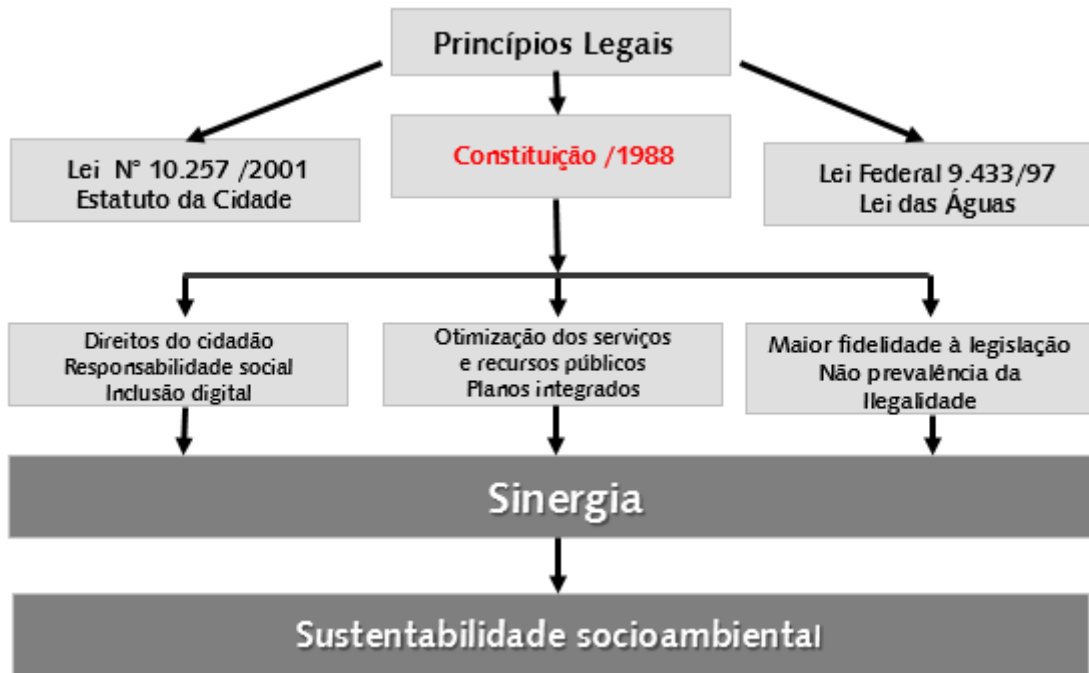 Princípios Legais
Lei N° 10.257 /2001
Estatuto da Cidade
Constituição /1988
Lei Federal 9.433/97
Lei das Águas
Direitos do cidadão
Responsabilidade social
Inclusão digital
Otimização dos serviços
e recursos públicos
Planos integrados
Maior fidelidade à legislação
Não prevalência da
Ilegalidade
Sinergia
Sustentabilidade socioambiental